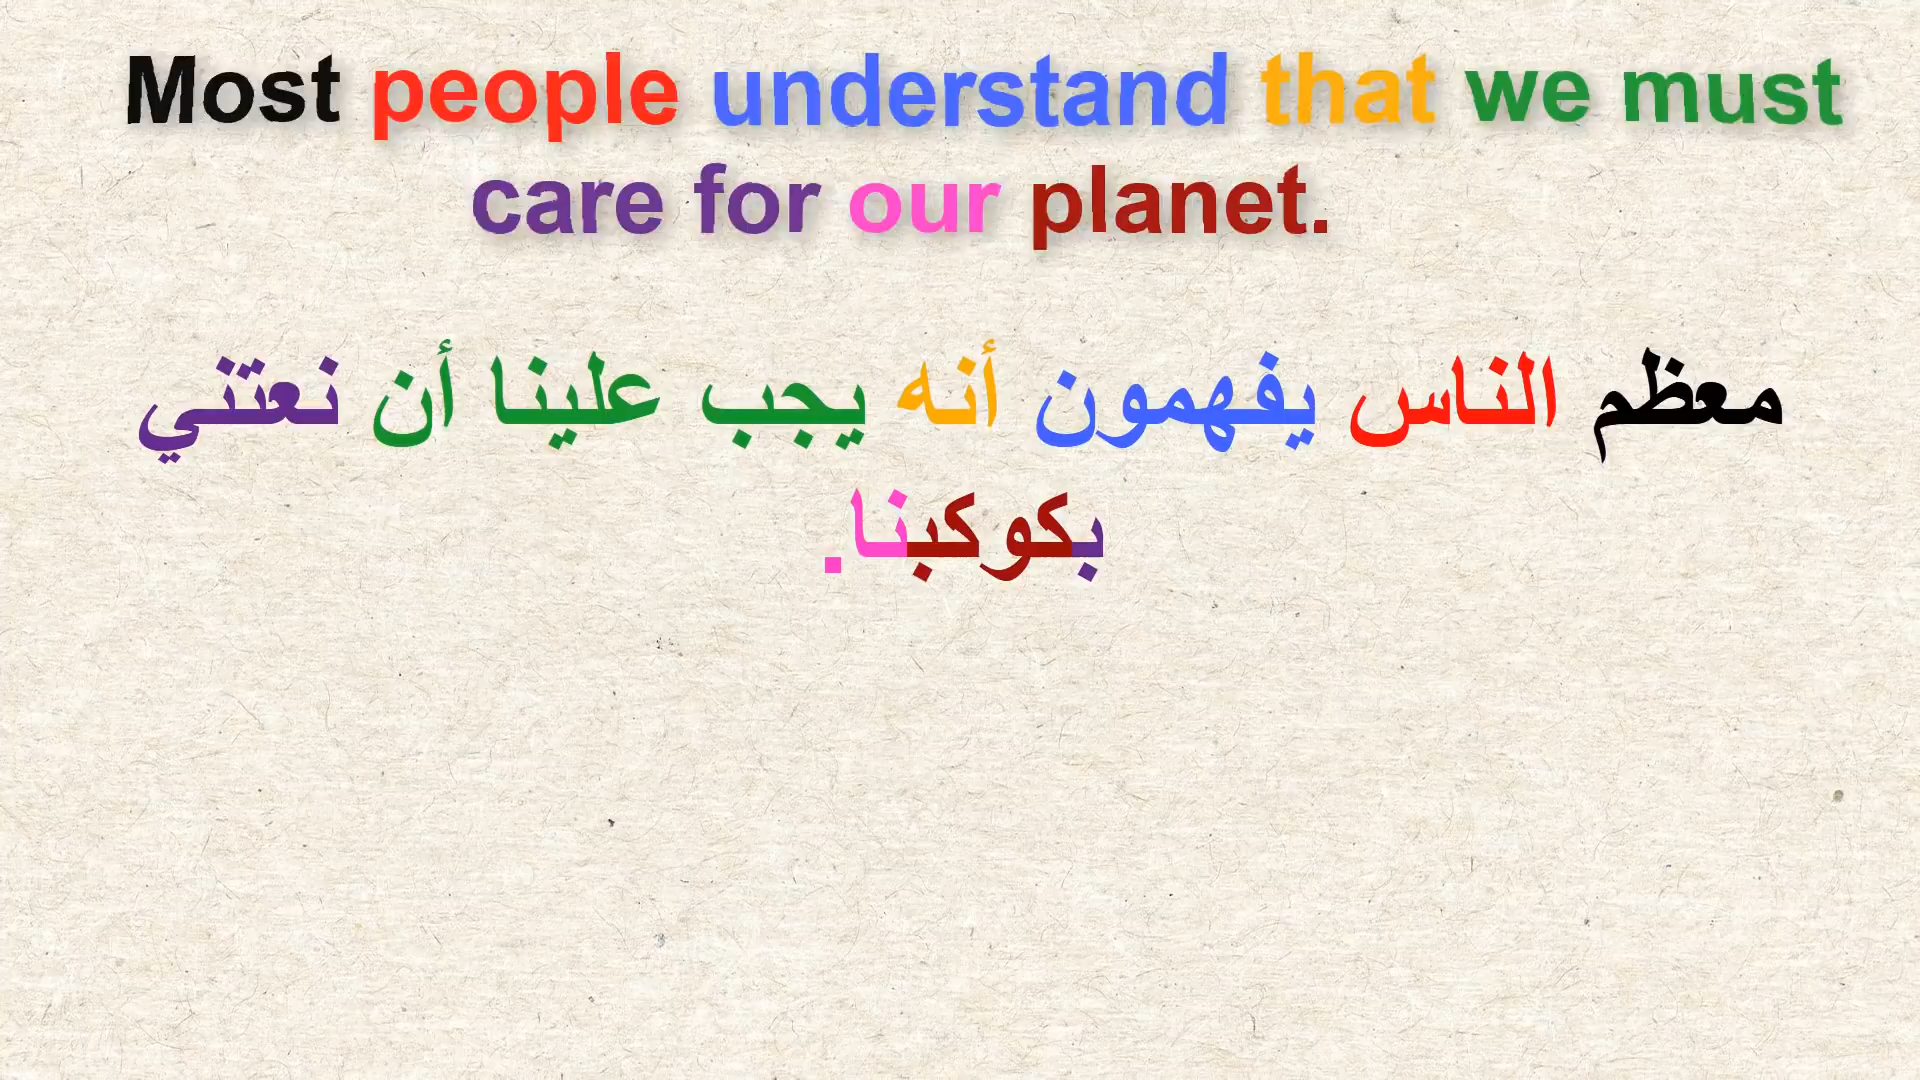 Most people understand that we must
care for our planet.
معظم الناس يفهمون أنه يجب علينا أن نعتني
بكوكبنا.